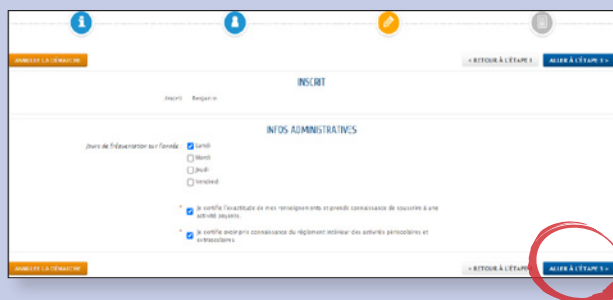 ANNULER LA DÉMARCHE
< RETOUR À L'ÉTAPE 1
ALLER À L'ÉTAPE 3 >
INSCRIT
Inscrit Benjamin
INFOS ADMINISTRATIVES
Jours de fréquentation sur l'année
Lundi
Mardi
Jeudi
Vendredi
* Je certifie l'exactitude de mes renseignements et prends connaissance de souscrire à une
activité payante.
* Je certifie avoir pris connaissance du règlement intérieur des activités périscolaires et
extrascolaires.
ANNULER LA DÉMARCHE
< RETOUR À L'ÉTAPE
ALLER À L'ÉTAPE 3 >